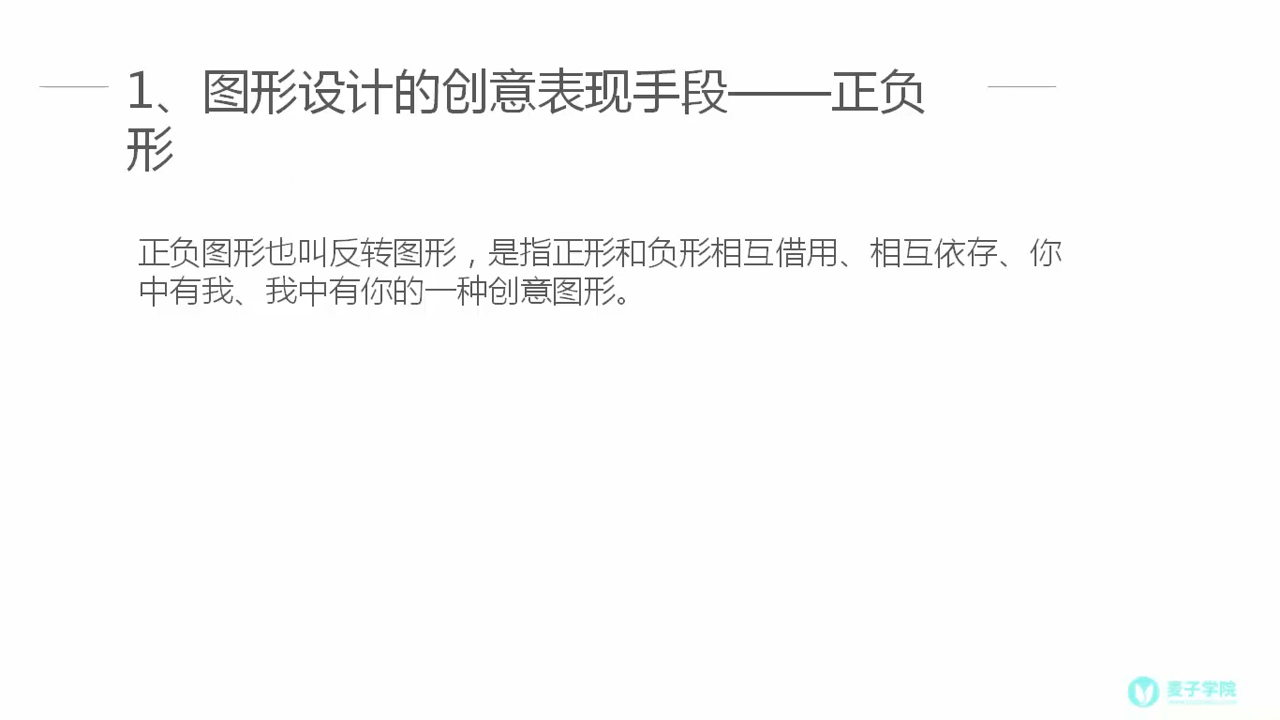 1、图形设计的创意表现手段——正负
形
正负图形也叫反转图形，是指正形和负形相互借用、相互依存、你
中有我、我中有你的一种创意图形。
麦子学院